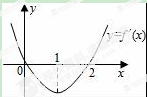 y
y=f′(x)
0 1 2 x